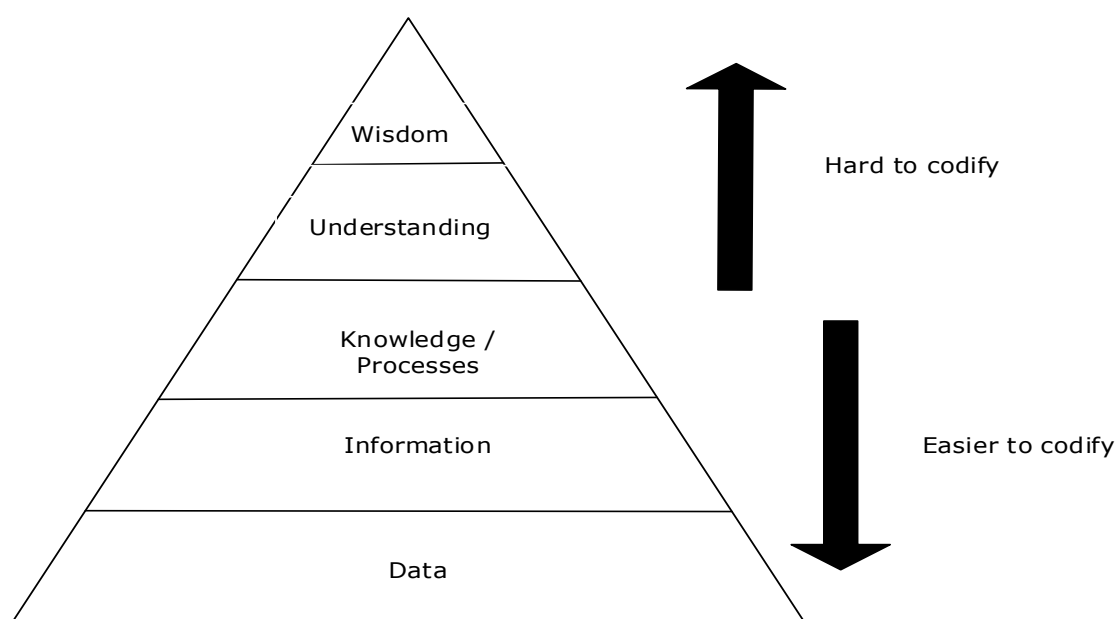 Wisdom
Hard to codify
Understanding
Knowledge /
Processes
Information
Easier to codify
Data